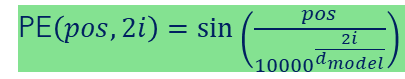 PE(pos, 2i) = sin (pos / 10000^(2i / d_model))